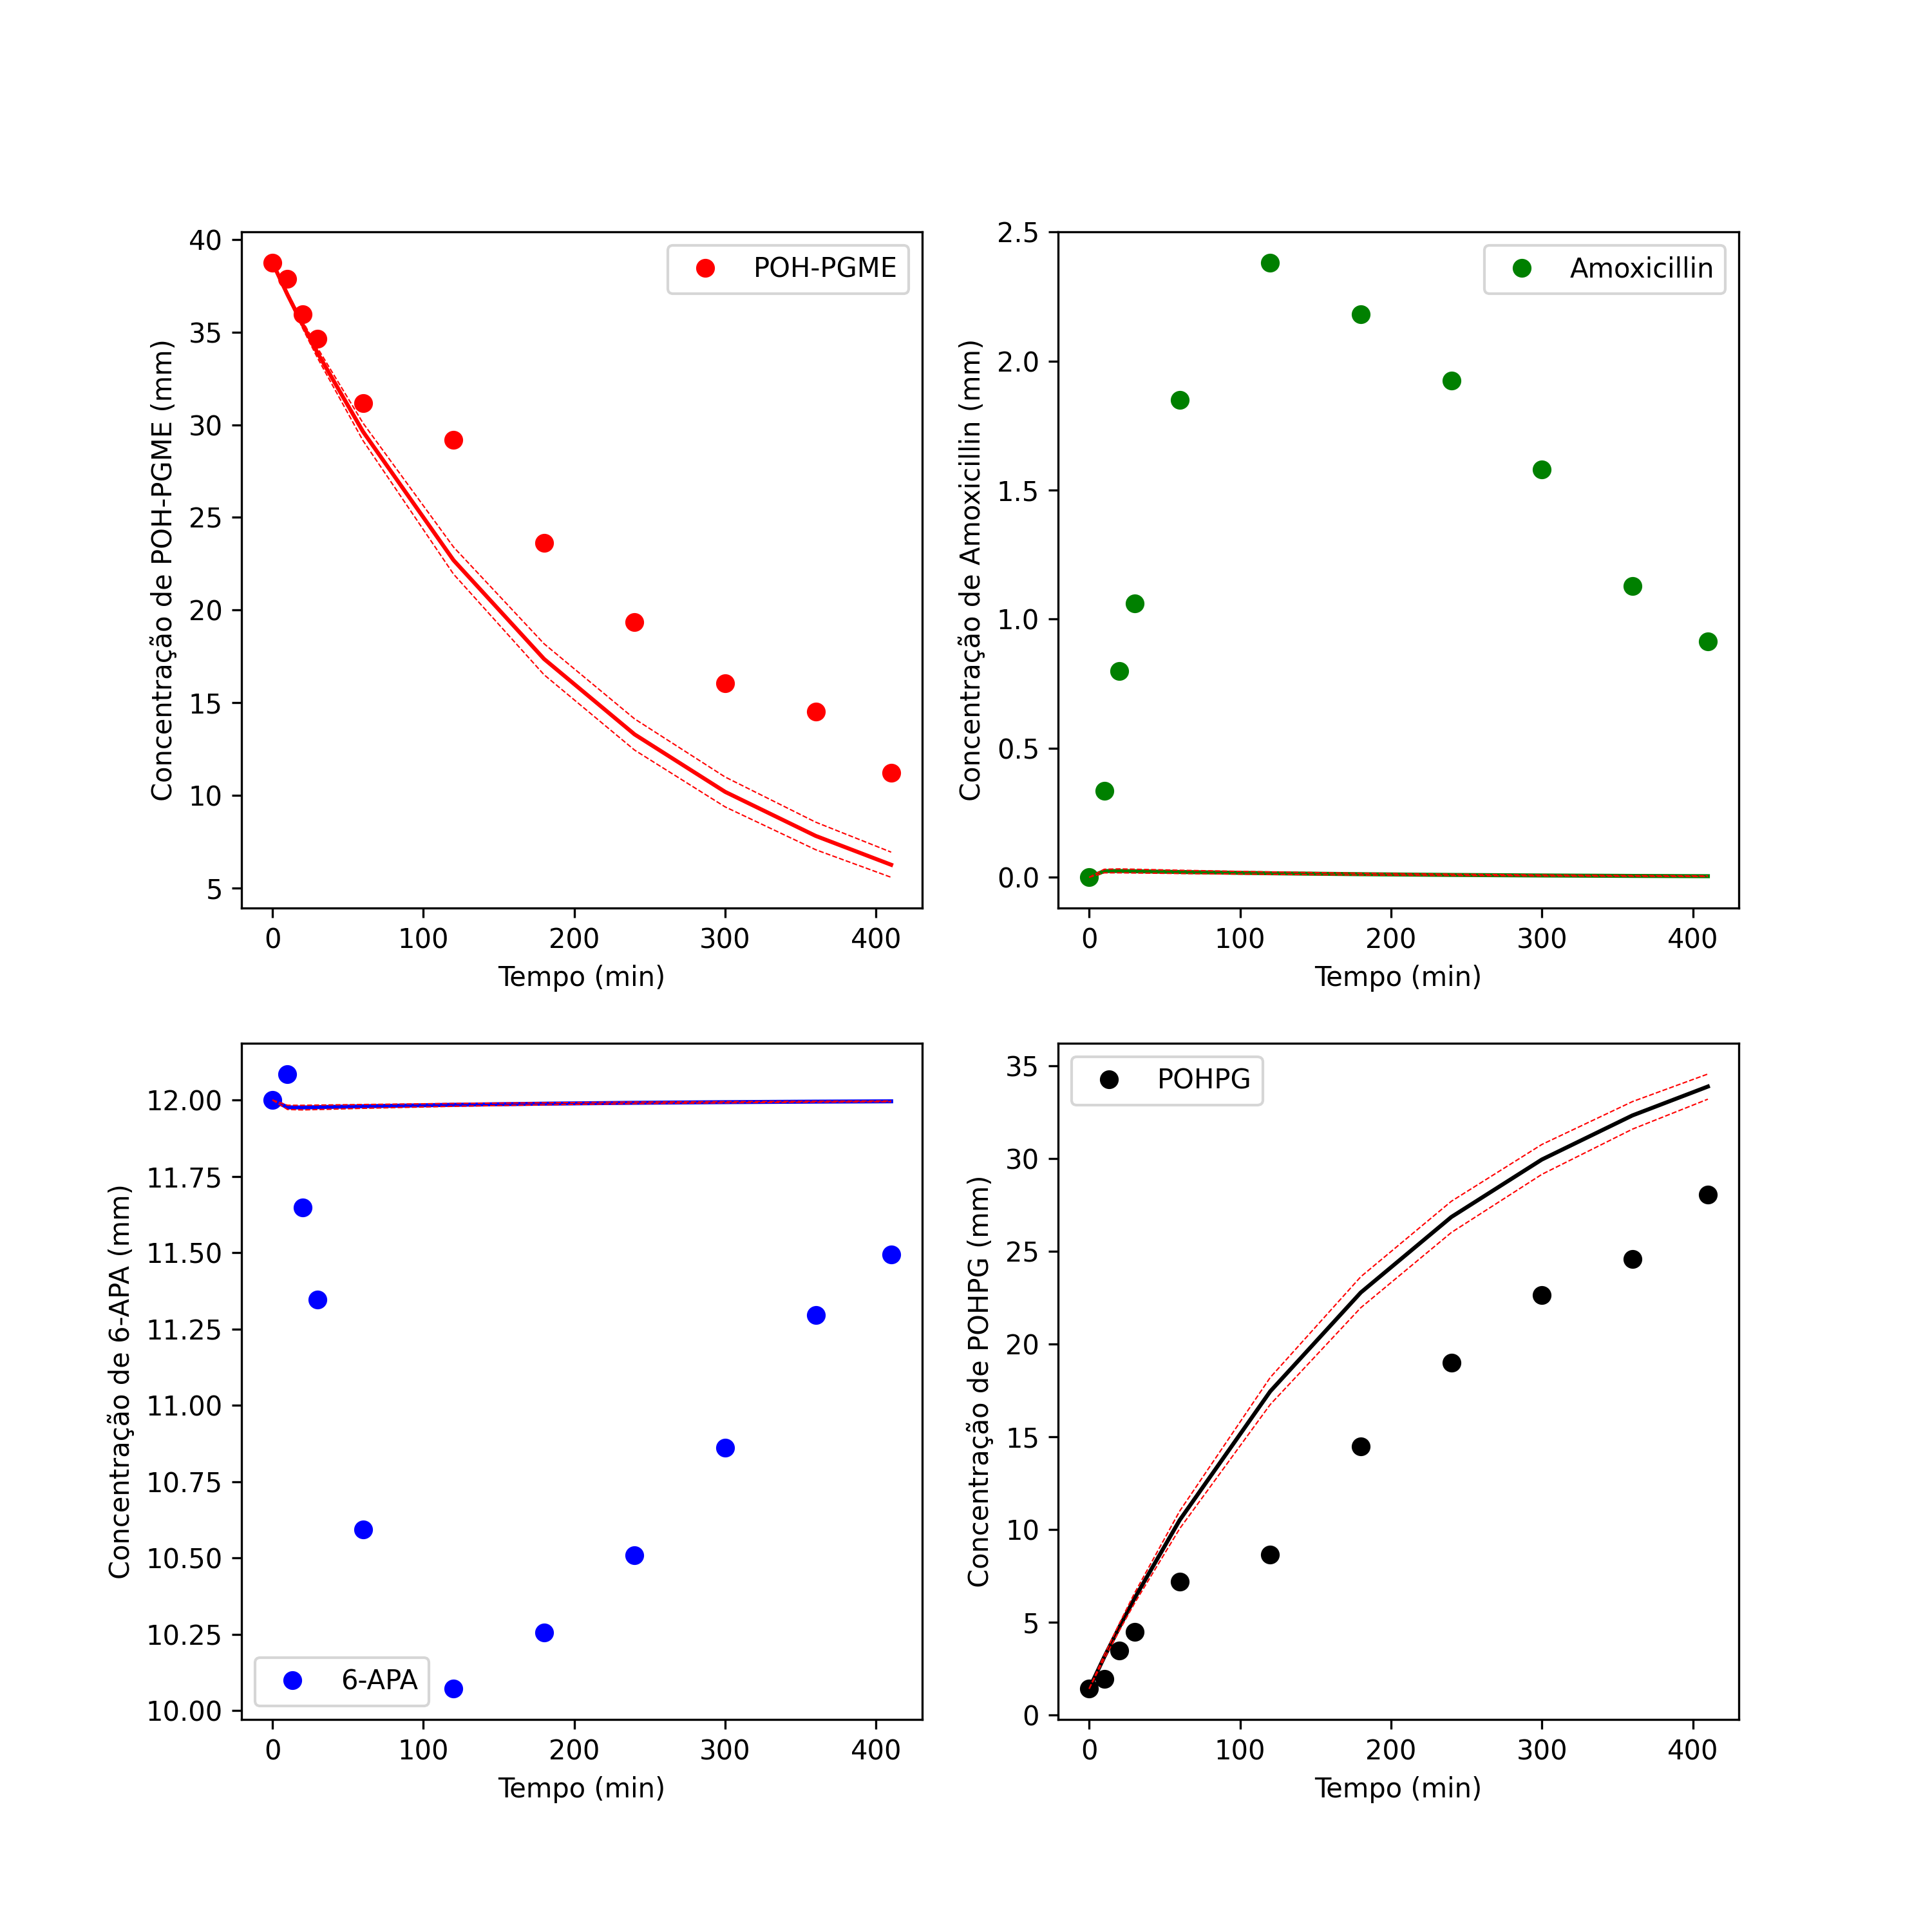 POH-PGME
40
35
30
25
20
15
10
5
Concentração de POH-PGME (mm)
0 100 200 300 400
Tempo (min)
Amoxicillin
2.5
2.0
1.5
1.0
0.5
0.0
Concentração de Amoxicillin (mm)
0 100 200 300 400
Tempo (min)
12.00
11.75
11.50
11.25
11.00
10.75
10.50
10.25
10.00
Concentração de 6-APA (mm)
6-APA
0 100 200 300 400
Tempo (min)
POHPG
35
30
25
20
15
10
5
0
Concentração de POHPG (mm)
0 100 200 300 400
Tempo (min)